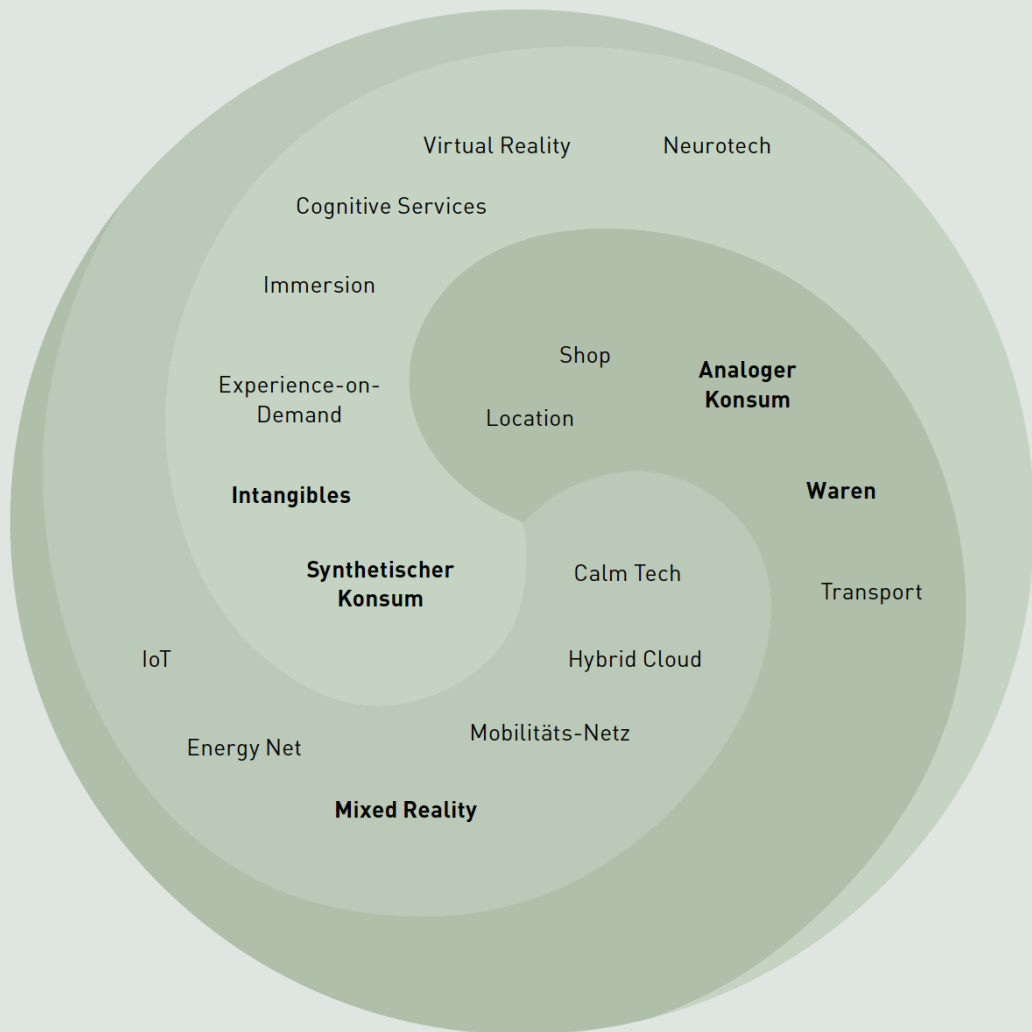 Virtual Reality
Neurotech
Cognitive Services
Immersion
Shop
Analoger
Konsum
Experience-on-
Demand
Location
Intangibles
Waren
Synthetischer
Konsum
Calm Tech
Transport
IoT
Hybrid Cloud
Mobilitäts-Netz
Energy Net
Mixed Reality